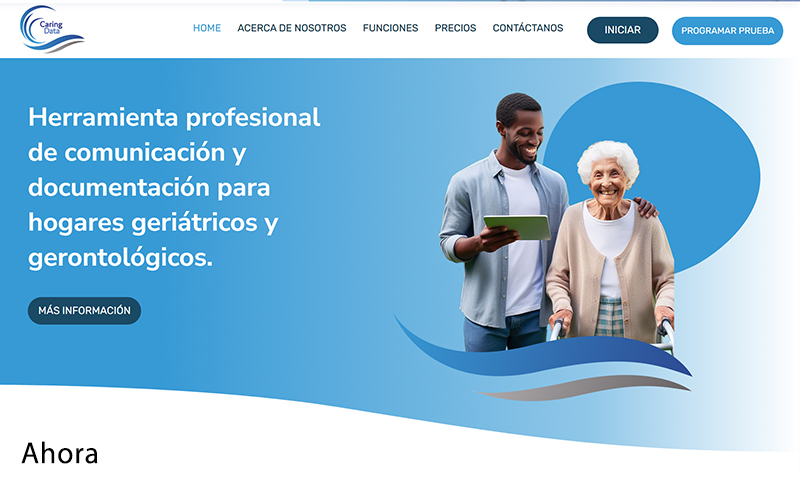 Caring
Data
HOME ACERCA DE NOSOTROS FUNCIONES PRECIOS CONTÁCTANOS INICIAR PROGRAMAR PRUEBA
Herramienta profesional
de comunicación y
documentación para
hogares geriátricos y
gerontológicos.
MÁS INFORMACIÓN
Ahora